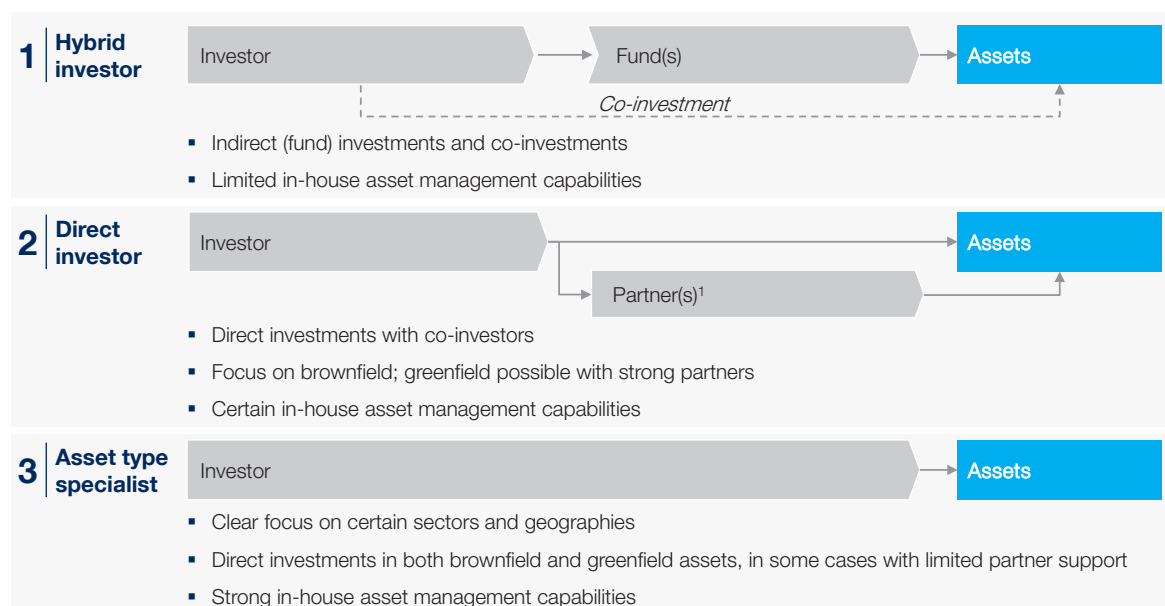 1
Hybrid
investor
Investor
Fund(s)
Assets
Co-investment
▪ Indirect (fund) investments and co-investments
▪ Limited in-house asset management capabilities
2
Direct
investor
Investor
Assets
Partner(s)¹
▪ Direct investments with co-investors
▪ Focus on brownfield; greenfield possible with strong partners
▪ Certain in-house asset management capabilities
3
Asset type
specialist
Investor
Assets
▪ Clear focus on certain sectors and geographies
▪ Direct investments in both brownfield and greenfield assets, in some cases with limited partner support
▪ Strong in-house asset management capabilities